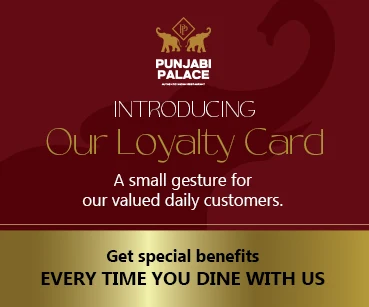 PUNJABI
PALACE
AUTHENTIC INDIAN RESTAURANT
INTRODUCING
Our Loyalty Card
A small gesture for
our valued daily customers.
Get special benefits
EVERY TIME YOU DINE WITH US